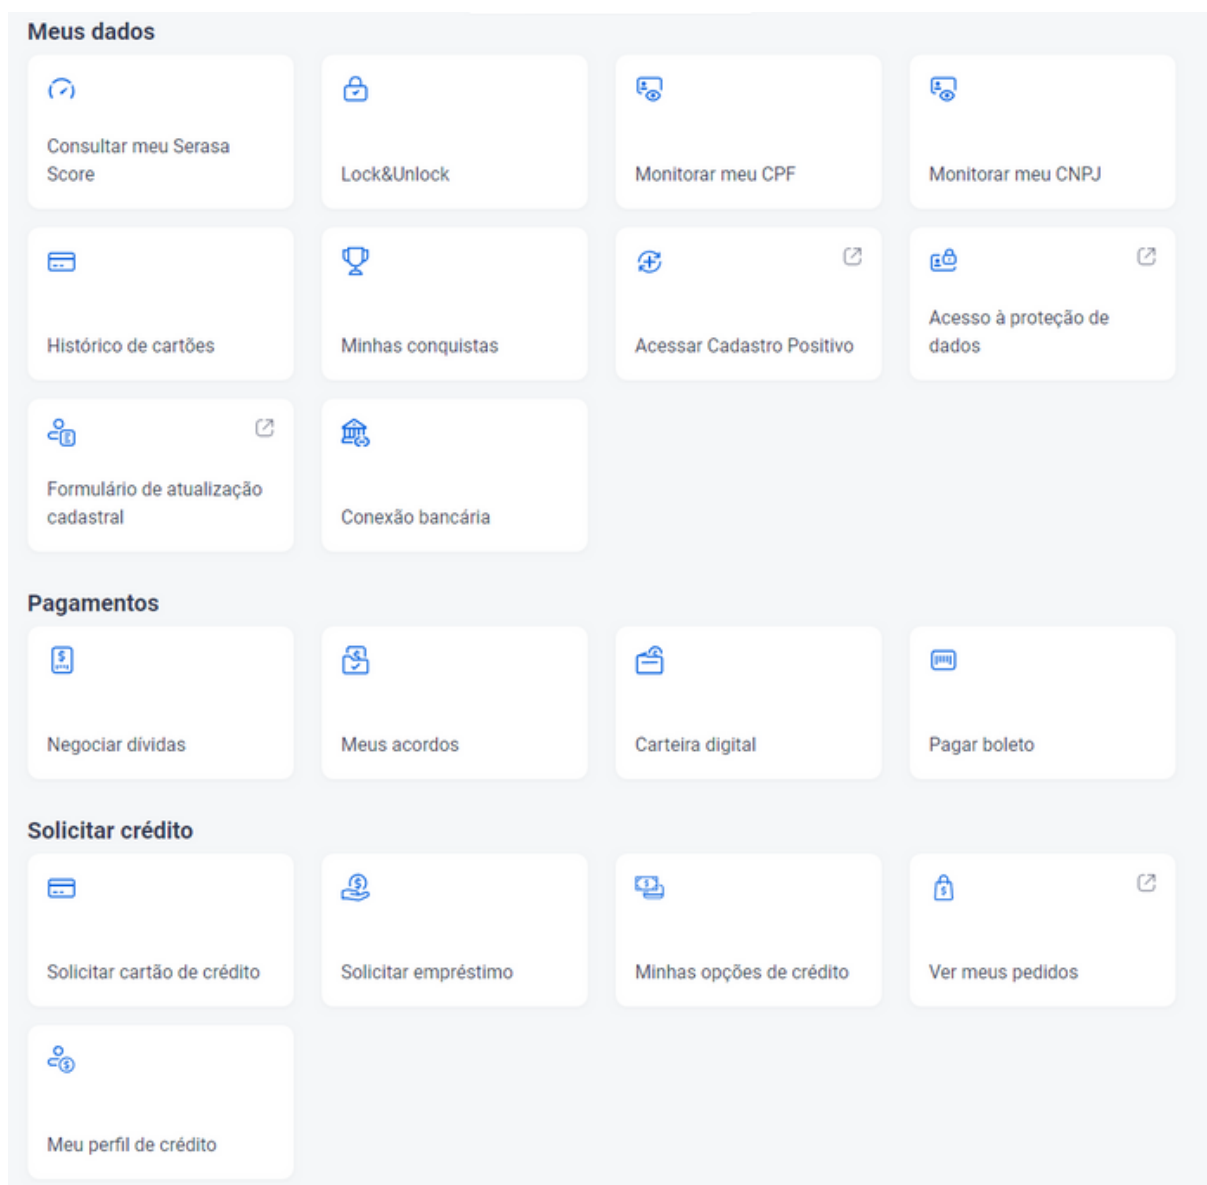 Meus dados
Consultar meu Serasa
Score
Lock&Unlock
Monitorar meu CPF
Monitorar meu CNPJ
Histórico de cartões
Minhas conquistas
Acessar Cadastro Positivo
Acesso à proteção de
dados
Formulário de atualização
cadastral
Conexão bancária
Pagamentos
Negociar dívidas
Meus acordos
Carteira digital
Pagar boleto
Solicitar crédito
Solicitar cartão de crédito
Solicitar empréstimo
Minhas opções de crédito
Ver meus pedidos
Meu perfil de crédito